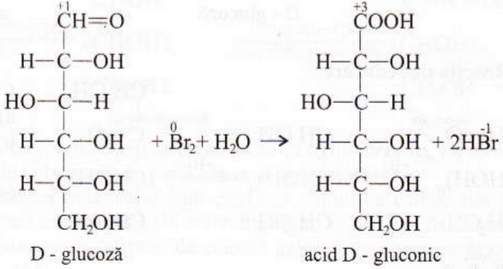 +1 +3
CH=O COOH
H—C—OH H—C—OH
HO—C—H HO—C—H
0 -1
H—C—OH + Br₂ + H₂O → H—C—OH + 2HBr
H—C—OH H—C—OH
CH₂OH CH₂OH
D - glucoză acid D - gluconic